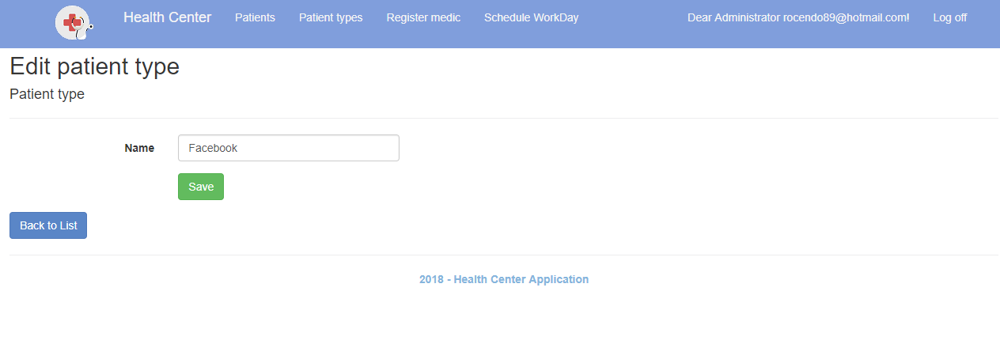 Health Center Patients Patient types Register medic Schedule WorkDay Dear Administrator rocendo89@hotmail.com! Log off
Edit patient type
Patient type
Name Facebook
Save
Back to List
2018 - Health Center Application